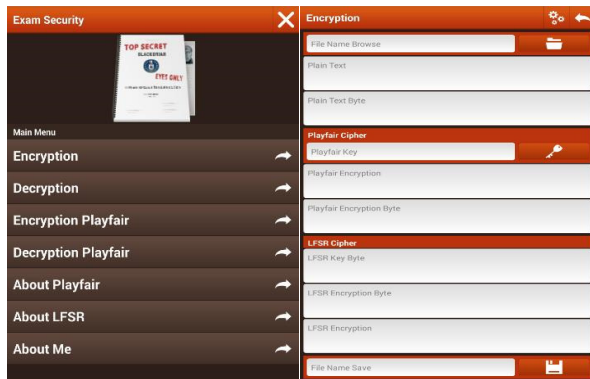 Exam Security
TOP SECRET
EYES ONLY
Main Menu
Encryption
Decryption
Encryption Playfair
Decryption Playfair
About Playfair
About LFSR
About Me
Encryption
File Name Browse
Plain Text
Plain Text Byte
Playfair Cipher
Playfair Key
Playfair Encryption
Playfair Encryption Byte
LFSR Cipher
LFSR Key Byte
LFSR Encryption Byte
LFSR Encryption
File Name Save